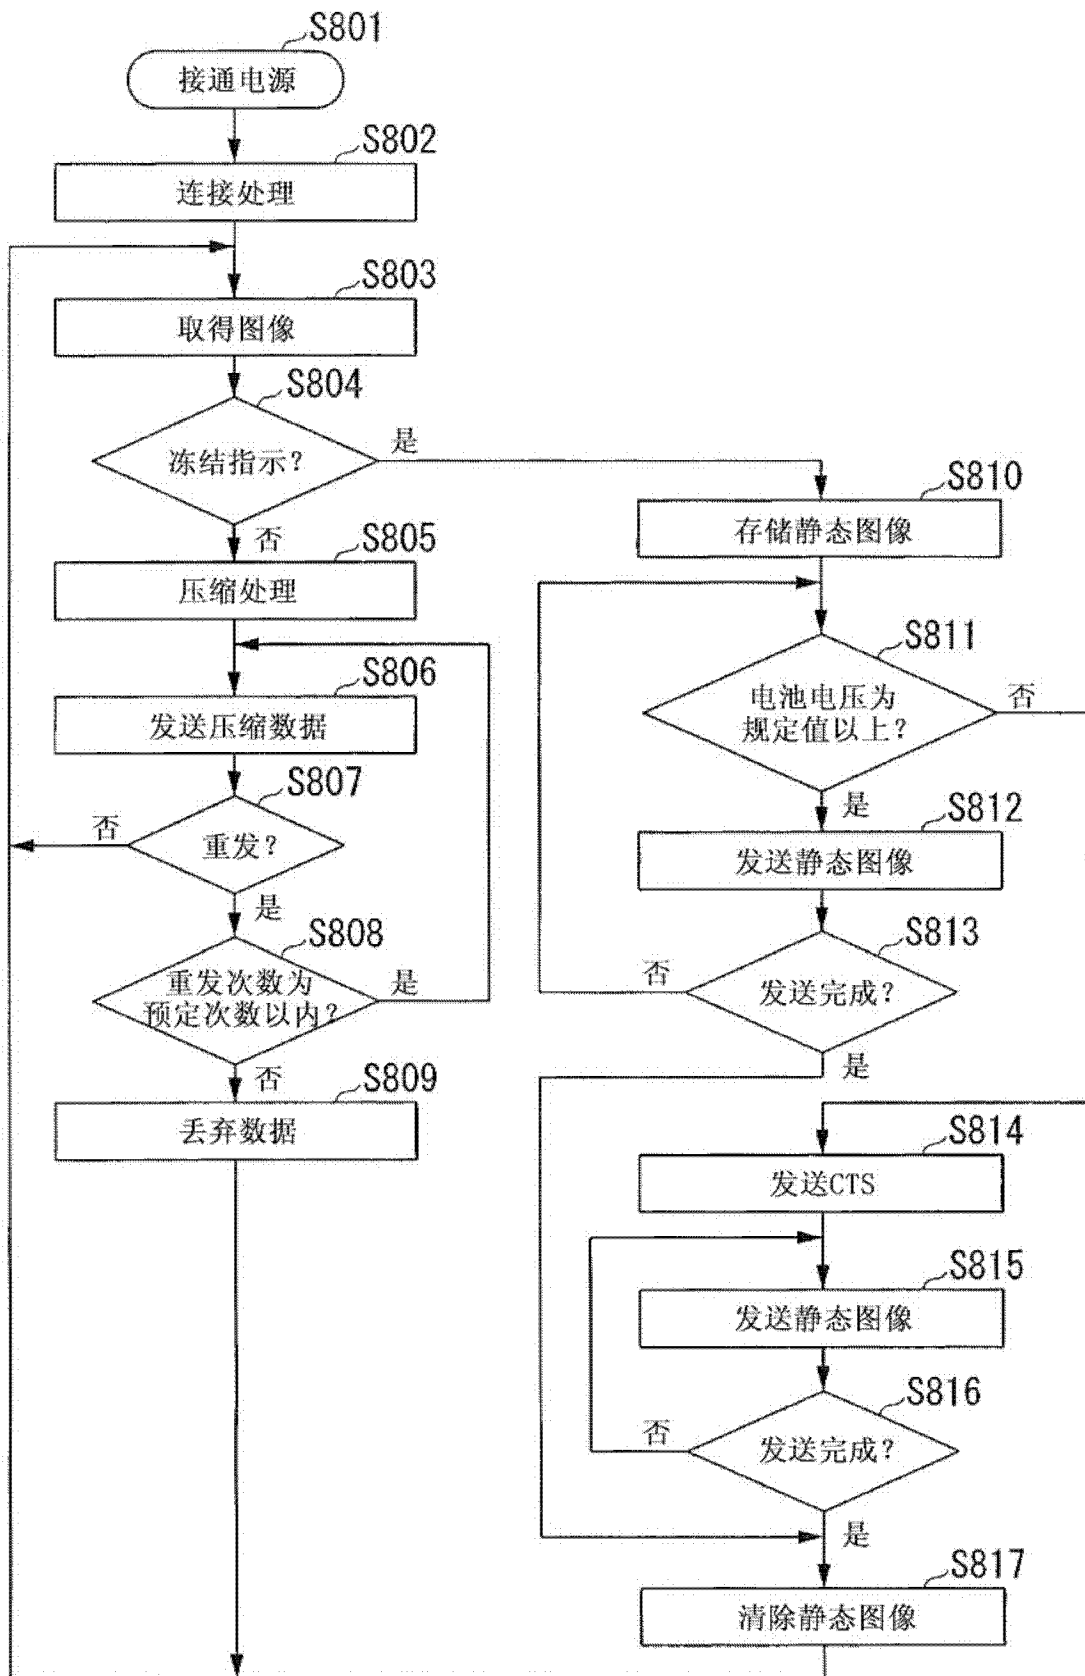 S801
接通电源
S802
连接处理
S803
取得图像
S804
冻结指示?
是
否
S805
压缩处理
S806
发送压缩数据
S807
重发?
否
是
S808
重发次数为
预定次数以内?
是
否
S809
丢弃数据
S810
存储静态图像
S811
电池电压为
规定值以上?
否
是
S812
发送静态图像
S813
发送完成?
否
是
S814
发送CTS
S815
发送静态图像
S816
发送完成?
否
是
S817
清除静态图像